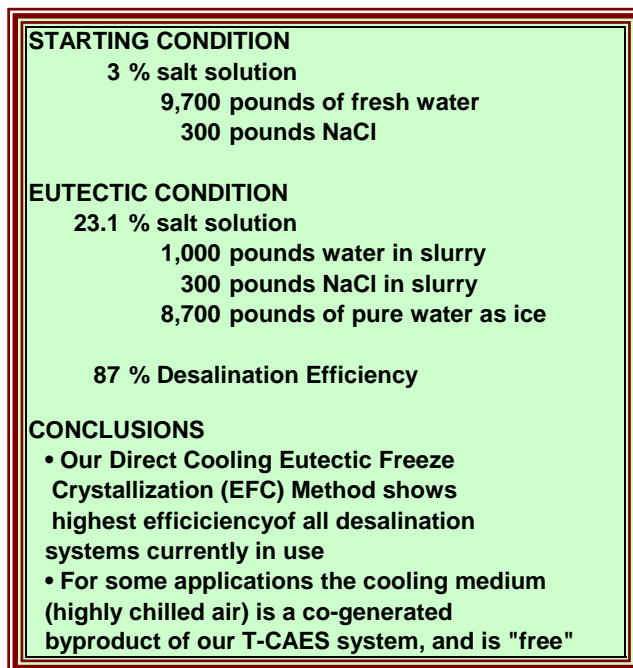 STARTING CONDITION
3 % salt solution
9,700 pounds of fresh water
300 pounds NaCl
EUTECTIC CONDITION
23.1 % salt solution
1,000 pounds water in slurry
300 pounds NaCl in slurry
8,700 pounds of pure water as ice
87 % Desalination Efficiency
CONCLUSIONS
• Our Direct Cooling Eutectic Freeze
Crystallization (EFC) Method shows
highest efficiciencyof all desalination
systems currently in use
• For some applications the cooling medium
(highly chilled air) is a co-generated
byproduct of our T-CAES system, and is "free"